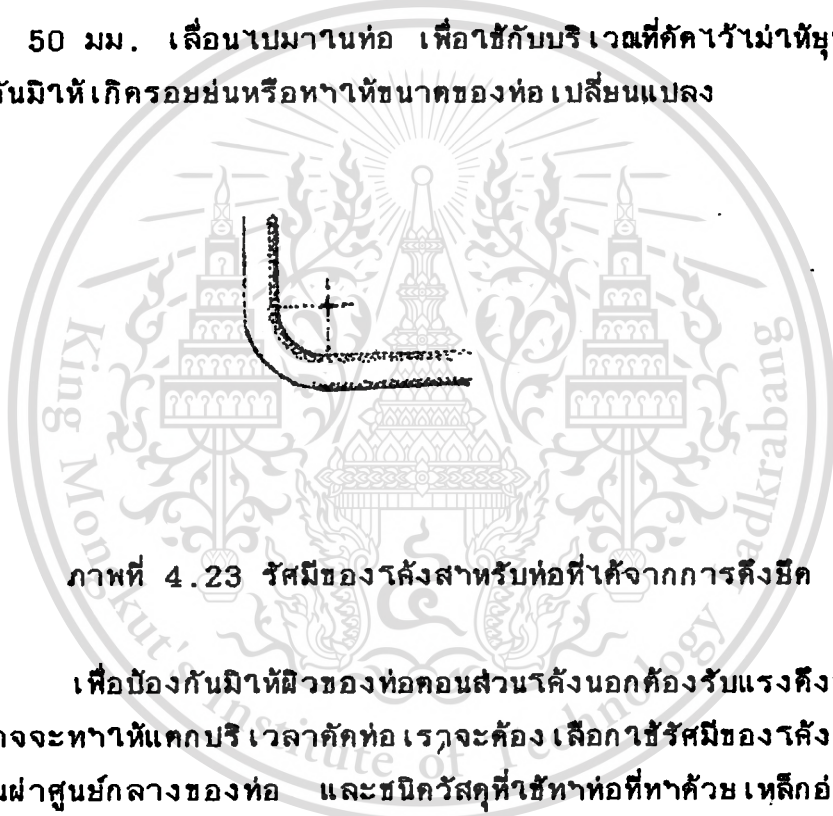 50 มม. เลื่อนไปมาในท่อ เพื่อใช้กับบริเวณที่ดัดไว้ไม่ให้ยุ
กันมิให้เกิดรอยย่นหรือทำให้ขนาดของท่อเปลี่ยนแปลง
ภาพที่ 4.23 รัศมีของโค้งสำหรับท่อที่ได้จากการดึงยืด
เพื่อป้องกันมิให้ผิวของท่อตอนส่วนโค้งนอกต้องรับแรงดึง
าจจะทำให้แตกปริ เวลาดัดท่อเราจะต้องเลือกใช้รัศมีของโค้ง
นผ่าศูนย์กลางของท่อ และชนิดวัสดุที่ใช้ทำท่อที่ทำด้วยเหล็กอ่
King Mongkut's Institute of Technology Ladkrabang